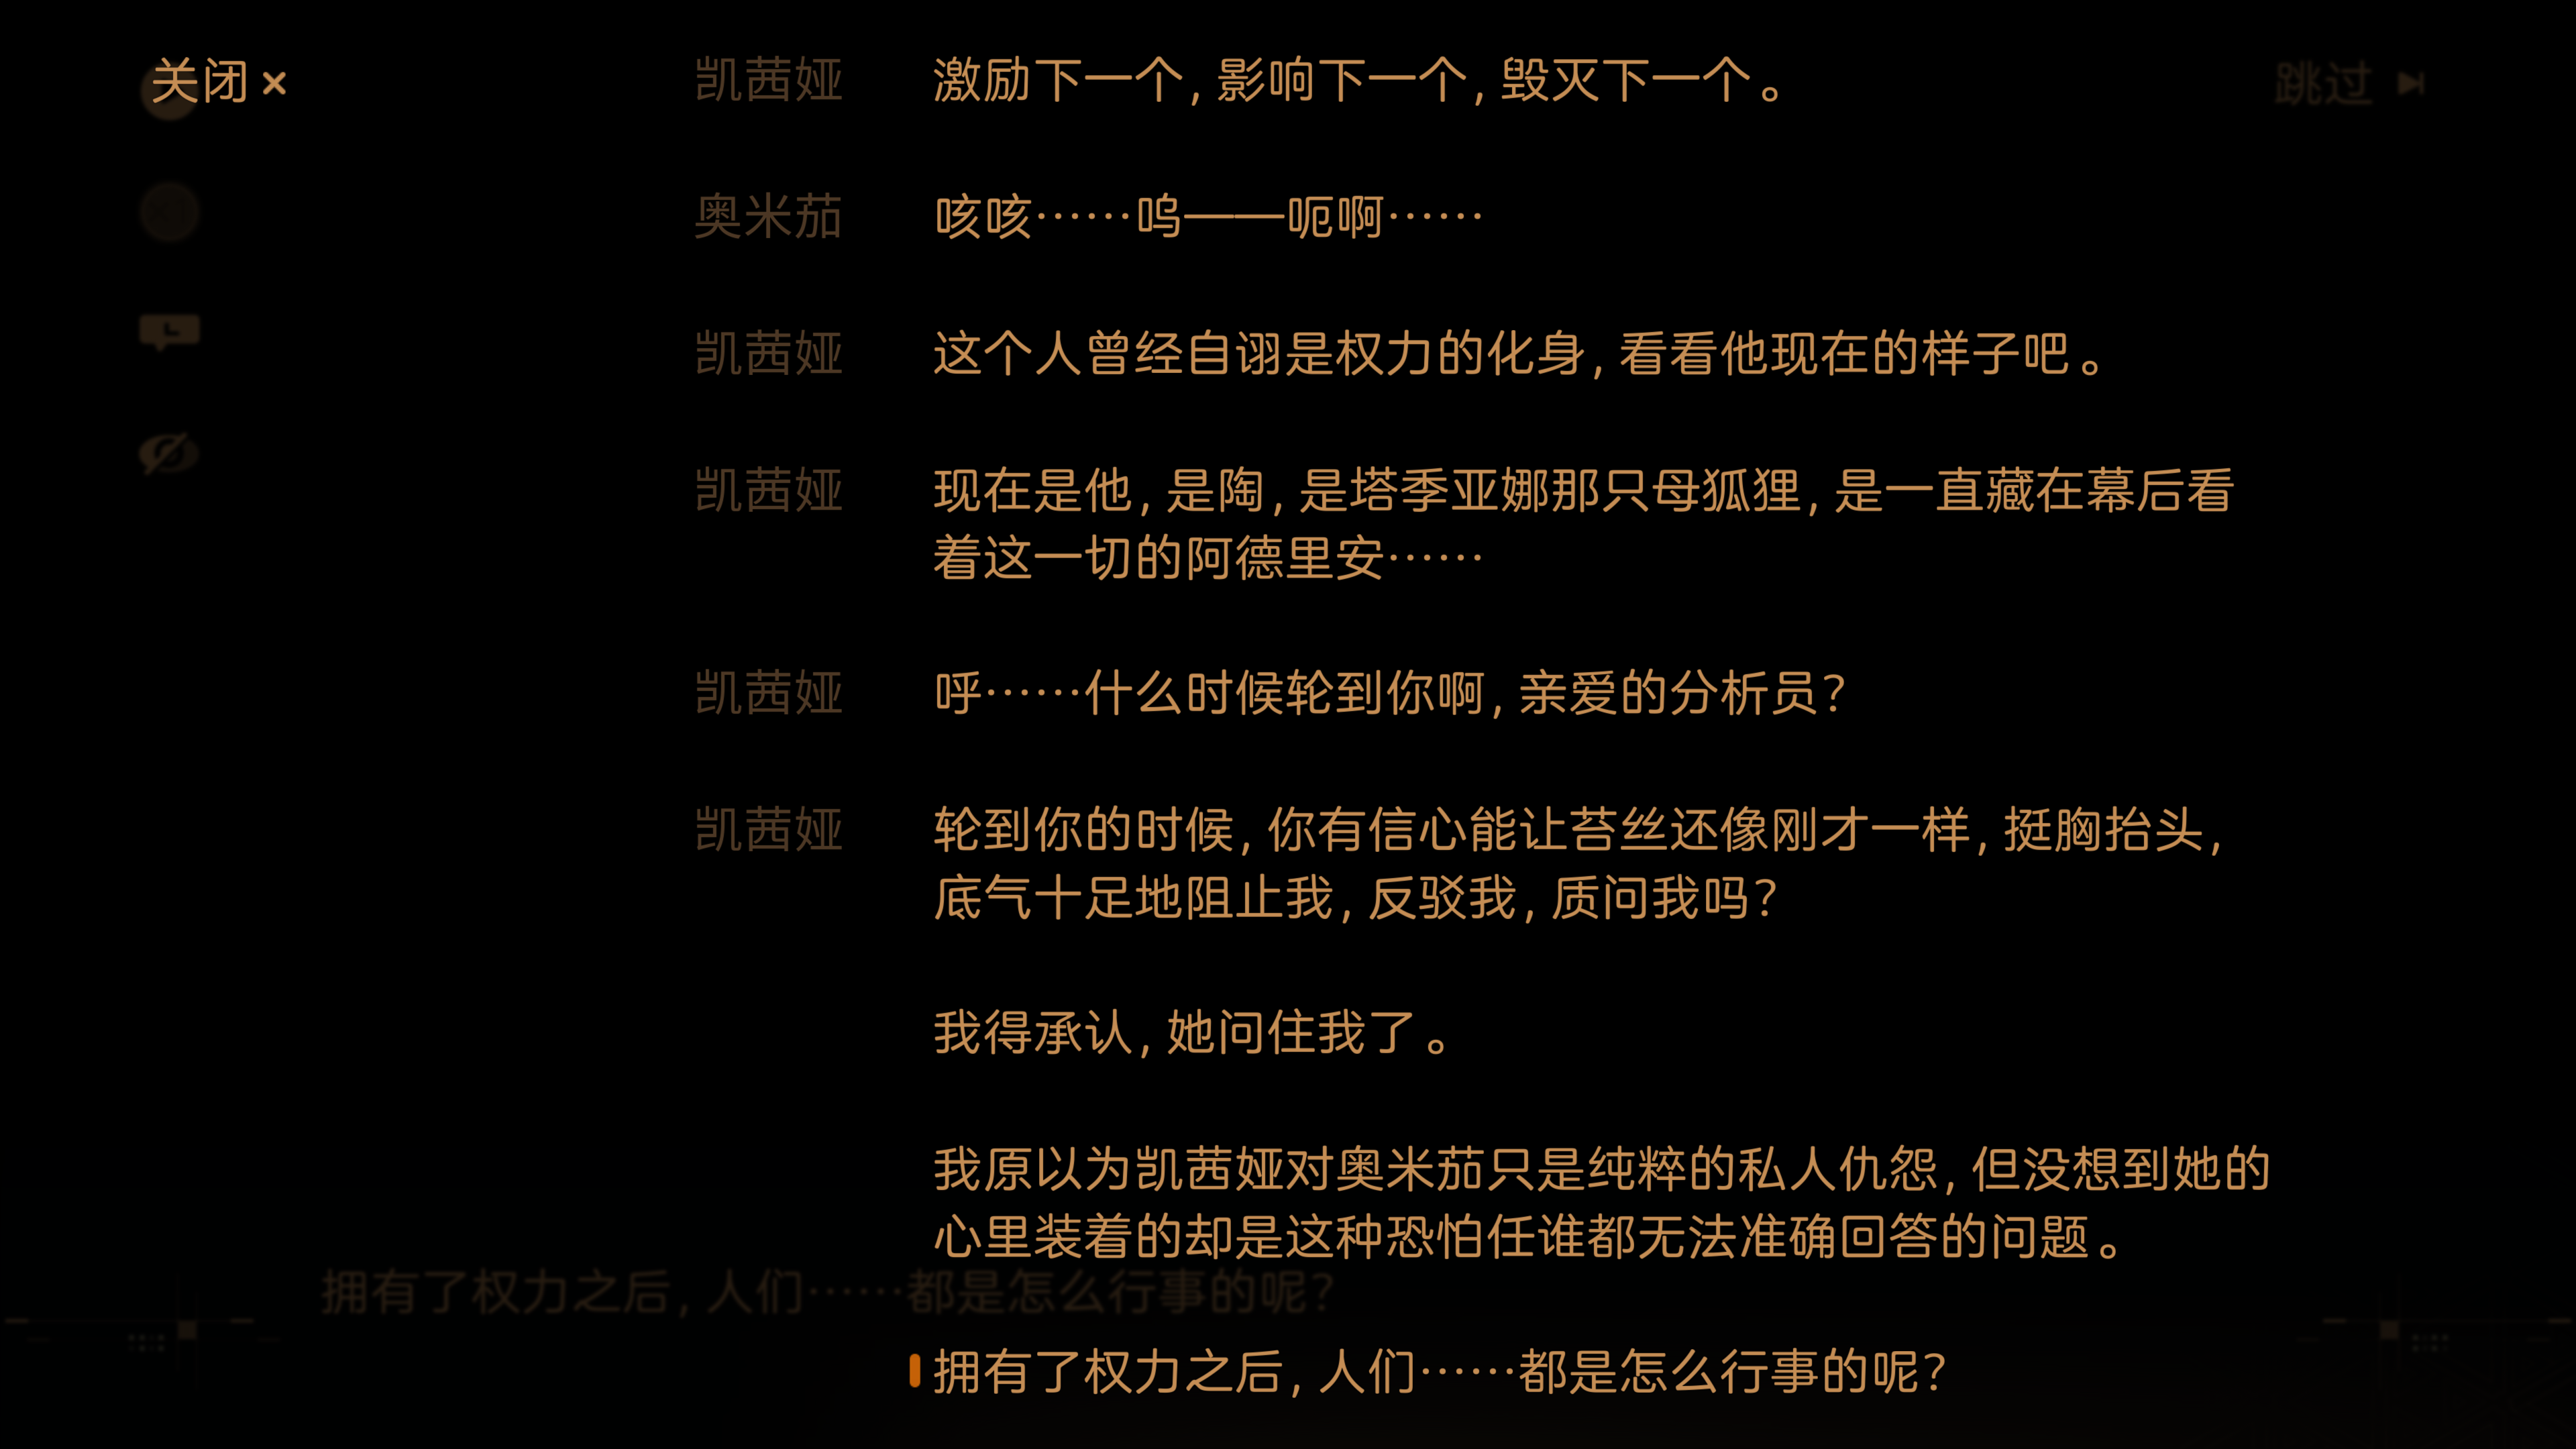 关闭 ×
跳过
凯茜娅 激励下一个，影响下一个，毁灭下一个。
奥米茄 咳咳……呜——呃啊……
凯茜娅 这个人曾经自诩是权力的化身，看看他现在的样子吧。
凯茜娅 现在是他，是陶，是塔季亚娜那只母狐狸，是一直藏在幕后看
着这一切的阿德里安……
凯茜娅 呼……什么时候轮到你啊，亲爱的分析员？
凯茜娅 轮到你的时候，你有信心能让苔丝还像刚才一样，挺胸抬头，
底气十足地阻止我，反驳我，质问我吗？
我得承认，她问住我了。
我原以为凯茜娅对奥米茄只是纯粹的私人仇怨，但没想到她的
心里装着的却是这种恐怕任谁都无法准确回答的问题。
拥有了权力之后，人们……都是怎么行事的呢？
拥有了权力之后，人们……都是怎么行事的呢？